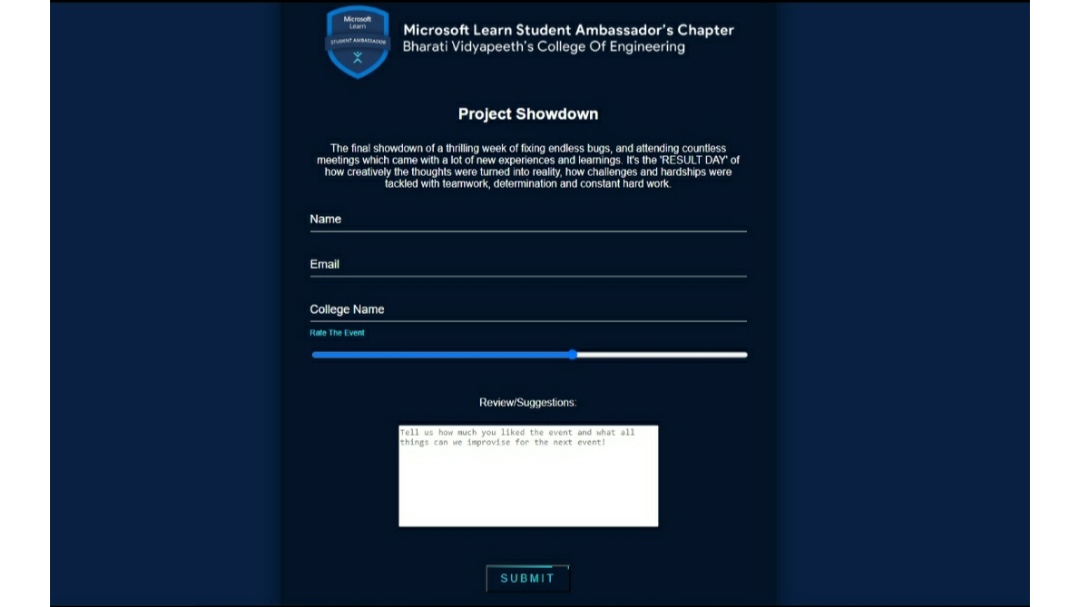 Microsoft
Learn
STUDENT AMBASSADOR
Microsoft Learn Student Ambassador's Chapter
Bharati Vidyapeeth's College Of Engineering
Project Showdown
The final showdown of a thrilling week of fixing endless bugs, and attending countless
meetings which came with a lot of new experiences and learnings. It's the 'RESULT DAY' of
how creatively the thoughts were turned into reality, how challenges and hardships were
tackled with teamwork, determination and constant hard work.
Name
Email
College Name
Rate The Event
Review/Suggestions:
Tell us how much you liked the event and what all
things can we improvise for the next event!
SUBMIT